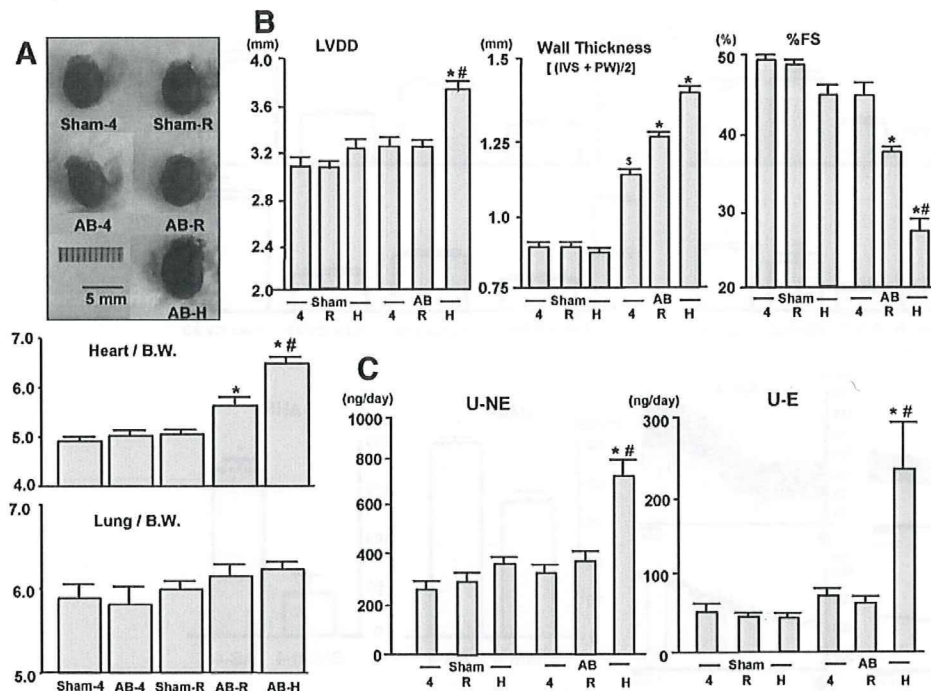 A
Sham-4 Sham-R
AB-4 AB-R
5 mm
AB-H
Heart / B.W.
7.0
6.0
5.0
4.0
*
* #
Lung / B.W.
7.0
6.0
5.0
Sham-4 AB-4 Sham-R AB-R AB-H
B
(mm)
LVDD
4.0
3.6
3.2
2.8
2.4
2.0
* #
Sham AB
4 R H 4 R H
(mm)
Wall Thickness
[ (IVS + PW)/2]
1.5
1.25
1.0
0.75
$
*
*
Sham AB
4 R H 4 R H
(%)
%FS
50
40
30
20
*
*#
Sham AB
4 R H 4 R H
C
(ng/day)
U-NE
1000
800
600
400
200
0
* #
Sham AB
4 R H 4 R H
(ng/day)
U-E
300
200
100
0
* #
Sham AB
4 R H 4 R H